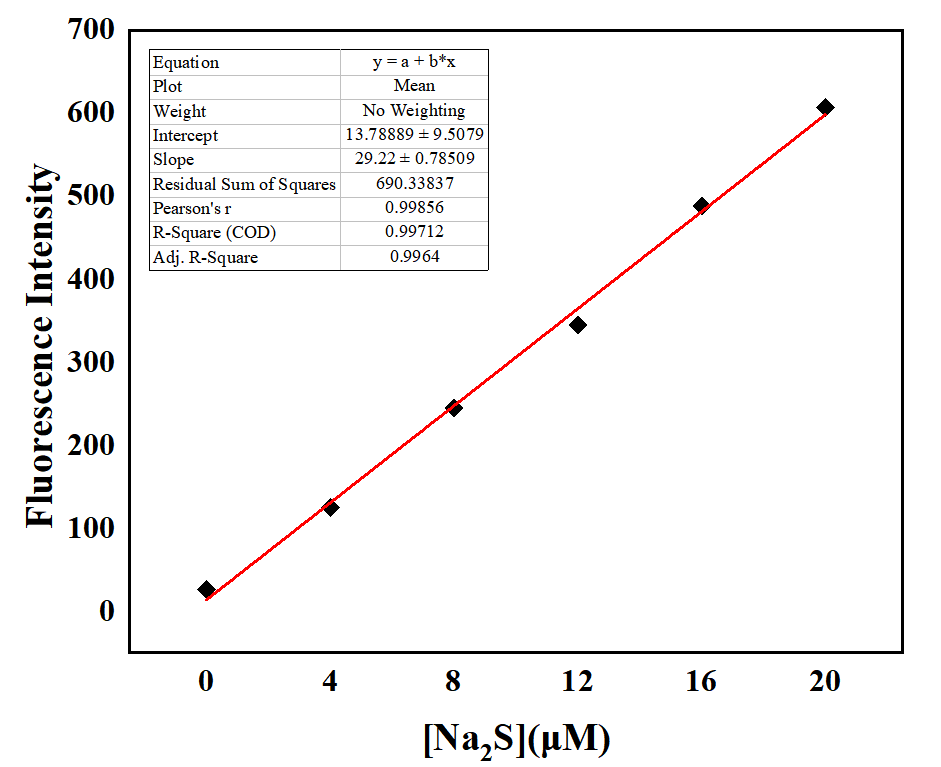 700
600
500
400
300
200
100
0
Fluorescence Intensity
Equation y = a + b*x
Plot Mean
Weight No Weighting
Intercept 13.78889 ± 9.5079
Slope 29.22 ± 0.78509
Residual Sum of Squares 690.33837
Pearson's r 0.99856
R-Square (COD) 0.99712
Adj. R-Square 0.9964
0 4 8 12 16 20
[Na₂S](μM)